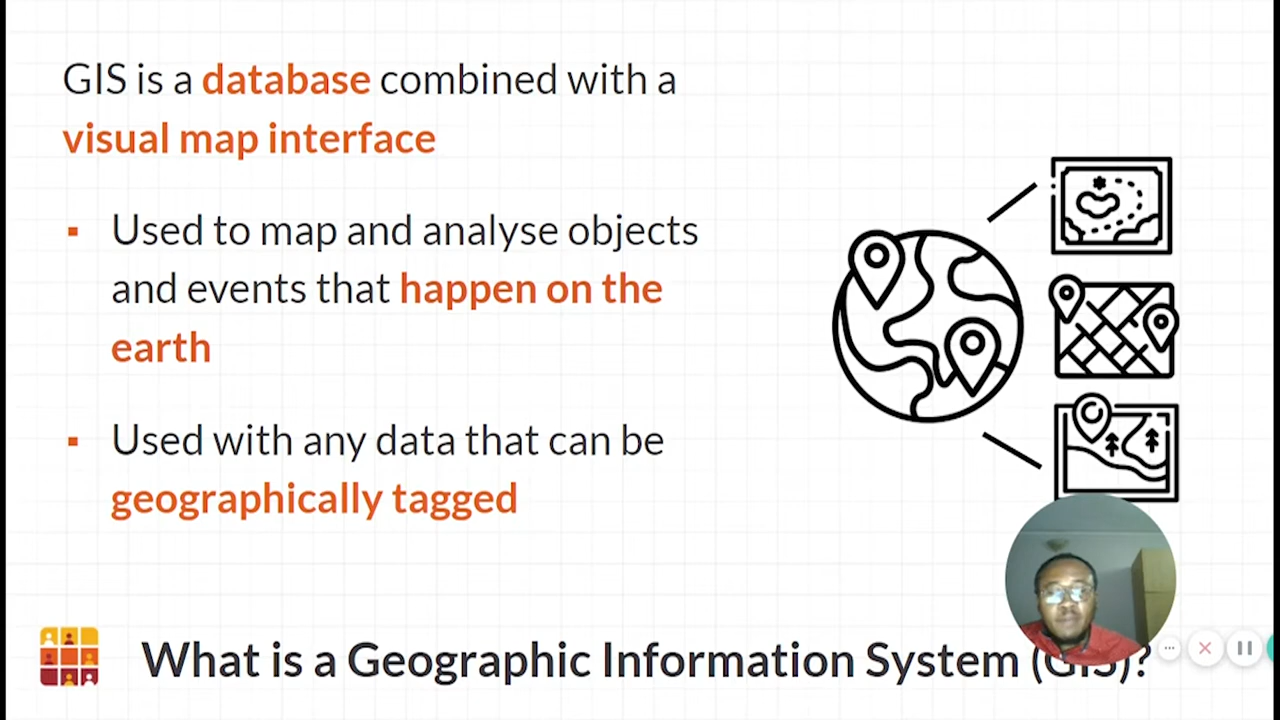 GIS is a database combined with a
visual map interface
▪ Used to map and analyse objects
and events that happen on the
earth
▪ Used with any data that can be
geographically tagged
What is a Geographic Information System (GIS)?